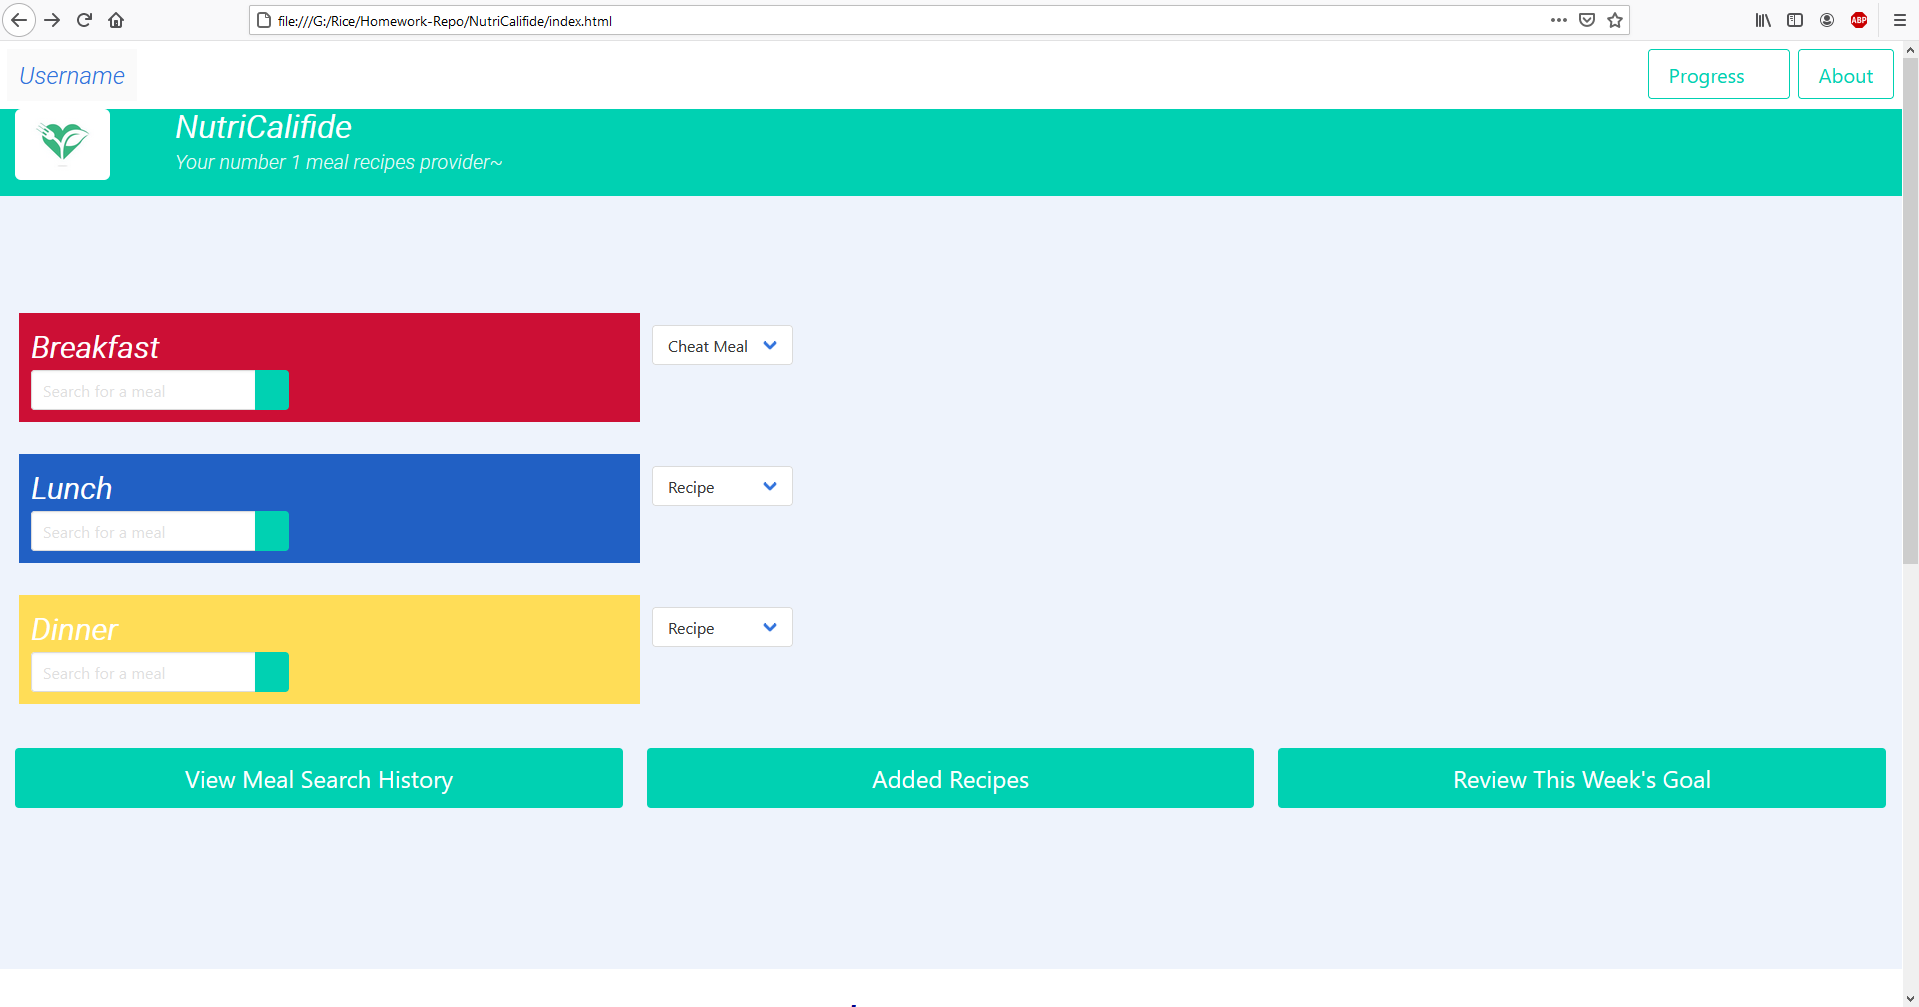 file:///G:/Rice/Homework-Repo/NutriCalifide/index.html
ABP
Username
Progress
About
NutriCalifide
Your number 1 meal recipes provider~
Breakfast
Cheat Meal
Search for a meal
Lunch
Recipe
Search for a meal
Dinner
Recipe
Search for a meal
View Meal Search History
Added Recipes
Review This Week's Goal